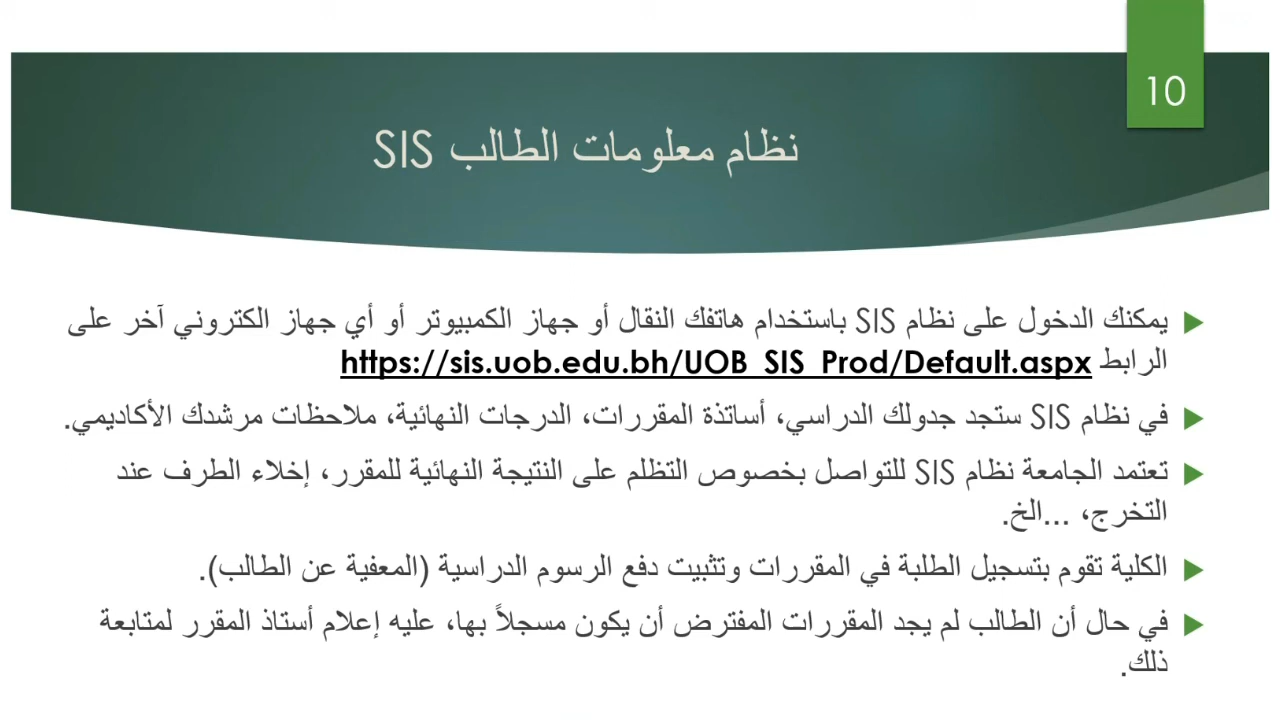 10
نظام معلومات الطالب SIS
يمكنك الدخول على نظام SIS باستخدام هاتفك النقال أو جهاز الكمبيوتر أو أي جهاز الكتروني آخر على
الرابط https://sis.uob.edu.bh/UOB_SIS_Prod/Default.aspx
في نظام SIS ستجد جدولك الدراسي، أساتذة المقررات، الدرجات النهائية، ملاحظات مرشدك الأكاديمي.
تعتمد الجامعة نظام SIS للتواصل بخصوص التظلم على النتيجة النهائية للمقرر، إخلاء الطرف عند
التخرج، ...الخ.
الكلية تقوم بتسجيل الطلبة في المقررات وتثبيت دفع الرسوم الدراسية (المعفية عن الطالب).
في حال أن الطالب لم يجد المقررات المفترض أن يكون مسجلاً بها، عليه إعلام أستاذ المقرر لمتابعة
ذلك.